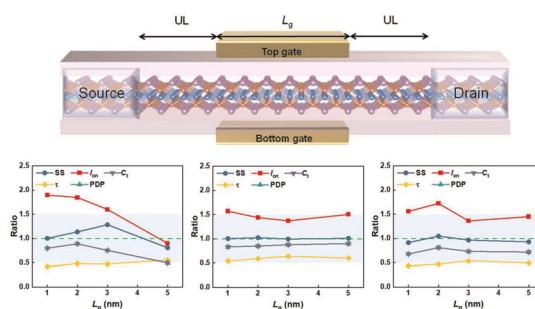 UL Lg UL
Top gate
Source Drain
Bottom gate
SS Ion Ct
τ PDP
2.5
2.0
1.5
1.0
0.5
0.0
Ratio
1 2 3 4 5
Lg (nm)
SS Ion Ct
τ PDP
2.5
2.0
1.5
1.0
0.5
0.0
Ratio
1 2 3 4 5
Lg (nm)
SS Ion Ct
τ PDP
2.5
2.0
1.5
1.0
0.5
0.0
Ratio
1 2 3 4 5
Lg (nm)